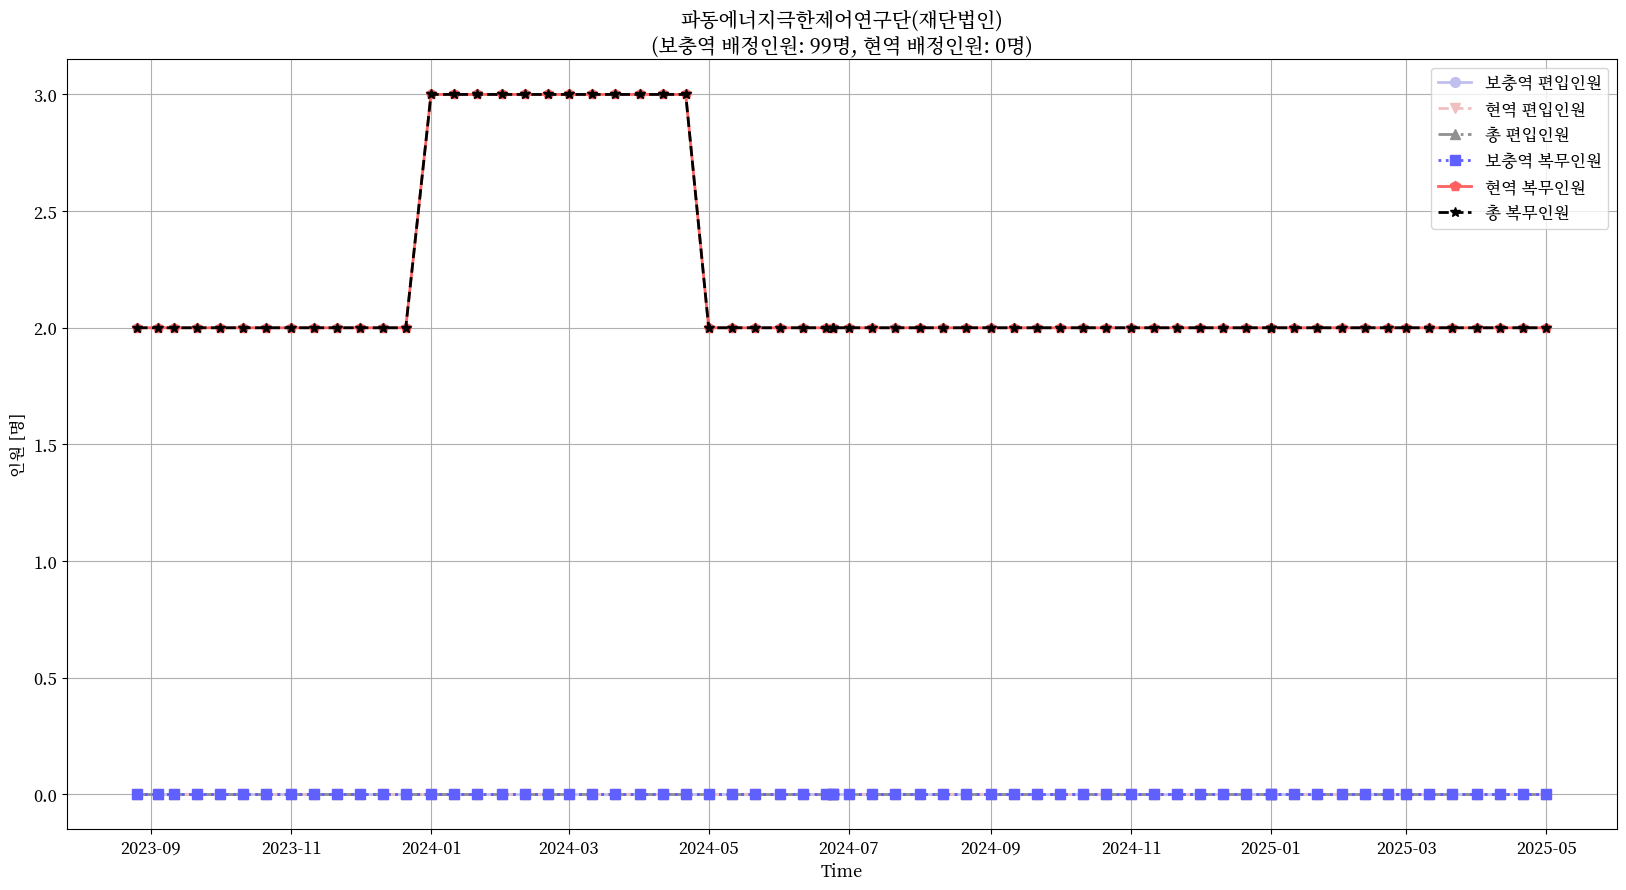 파동에너지극한제어연구단(재단법인)
(보충역 배정인원: 99명, 현역 배정인원: 0명)
보충역 편입인원
현역 편입인원
총 편입인원
보충역 복무인원
현역 복무인원
총 복무인원
인원 [명]
3.0
2.5
2.0
1.5
1.0
0.5
0.0
2023-09 2023-11 2024-01 2024-03 2024-05 2024-07 2024-09 2024-11 2025-01 2025-03 2025-05
Time